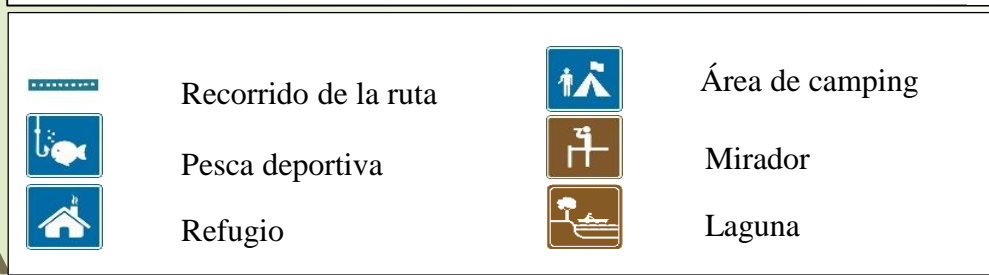 Recorrido de la ruta
Área de camping
Pesca deportiva
Mirador
Refugio
Laguna